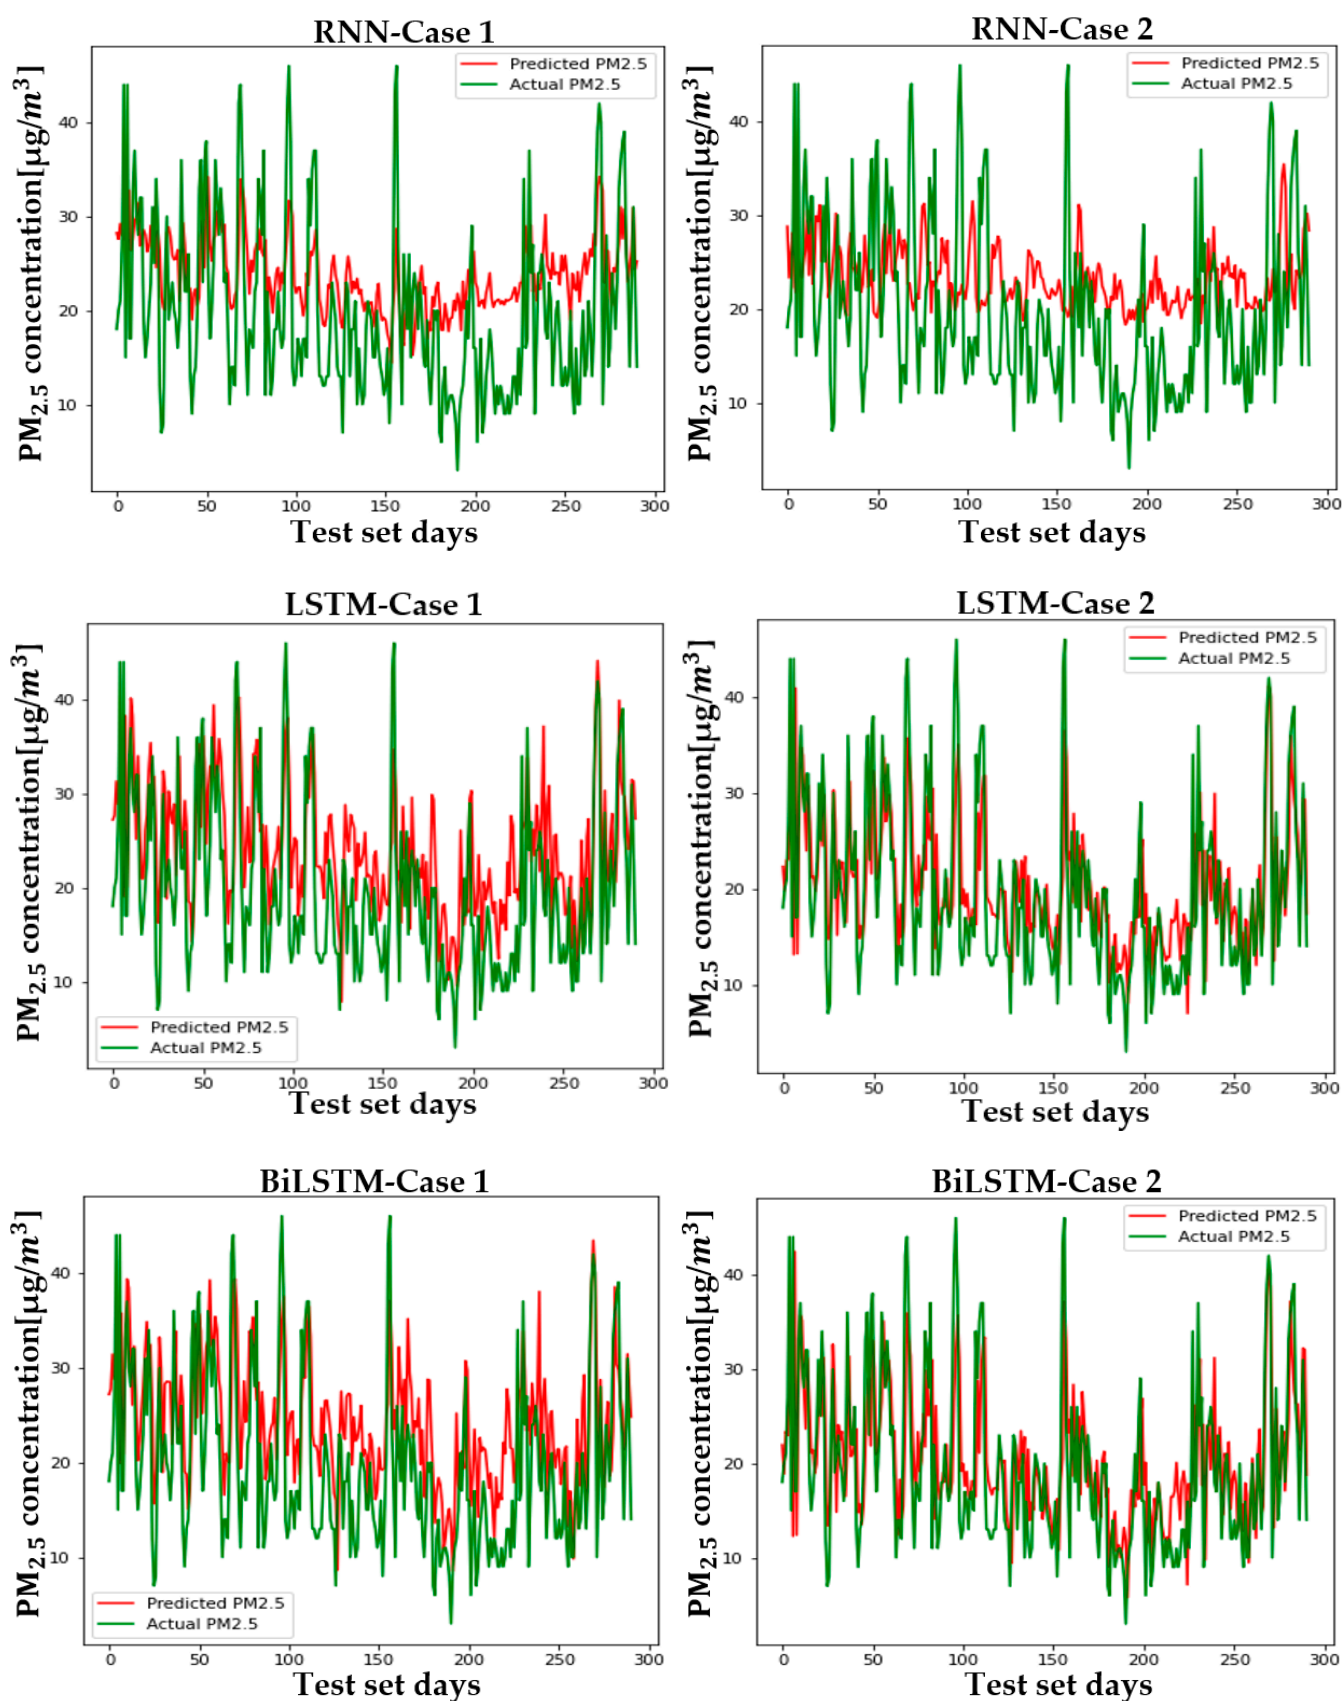 RNN-Case 1
PM2.5 concentration[μg/m³]
40
30
20
10
Predicted PM2.5
Actual PM2.5
0 50 100 150 200 250 300
Test set days
RNN-Case 2
PM2.5 concentration[μg/m³]
40
30
20
10
Predicted PM2.5
Actual PM2.5
0 50 100 150 200 250 300
Test set days
LSTM-Case 1
PM2.5 concentration[μg/m³]
40
30
20
10
Predicted PM2.5
Actual PM2.5
0 50 100 150 200 250 300
Test set days
LSTM-Case 2
PM2.5 concentration[μg/m³]
40
30
20
10
Predicted PM2.5
Actual PM2.5
0 50 100 150 200 250 300
Test set days
BiLSTM-Case 1
PM2.5 concentration[μg/m³]
40
30
20
10
Predicted PM2.5
Actual PM2.5
0 50 100 150 200 250 300
Test set days
BiLSTM-Case 2
PM2.5 concentration[μg/m³]
40
30
20
10
Predicted PM2.5
Actual PM2.5
0 50 100 150 200 250 300
Test set days